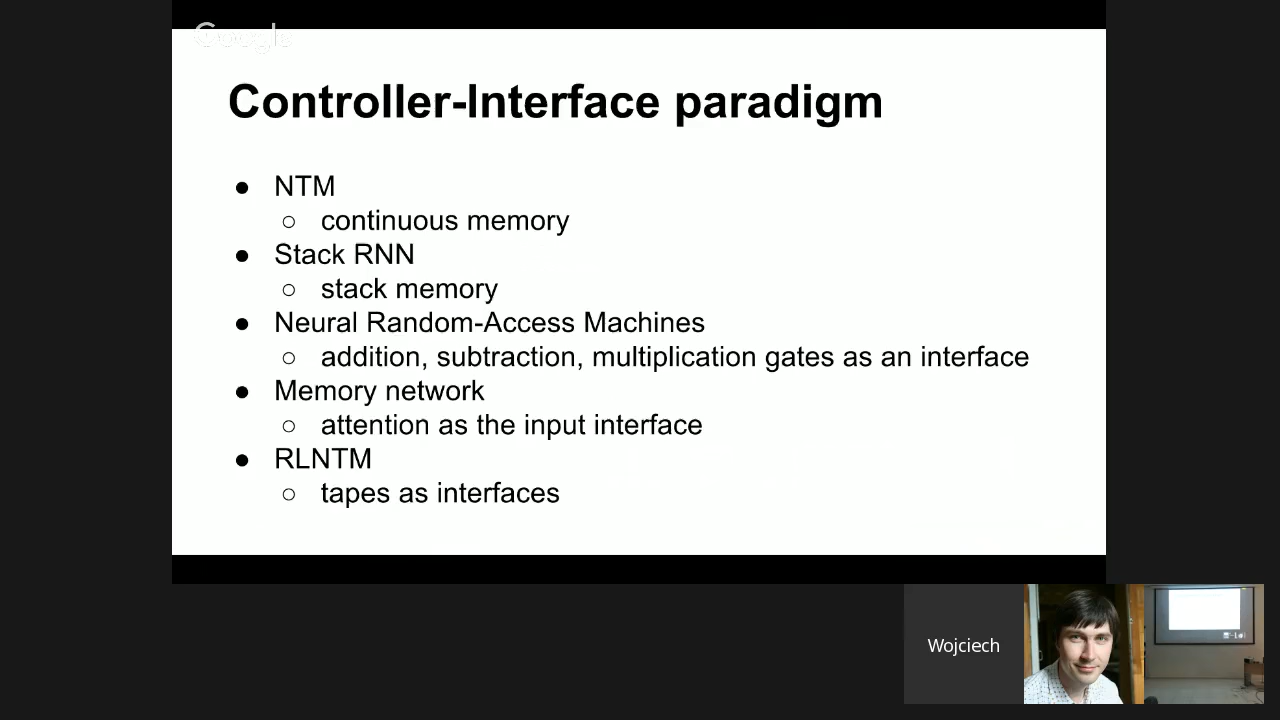 Google
Controller-Interface paradigm
● NTM
○ continuous memory
● Stack RNN
○ stack memory
● Neural Random-Access Machines
○ addition, subtraction, multiplication gates as an interface
● Memory network
○ attention as the input interface
● RLNTM
○ tapes as interfaces
Wojciech